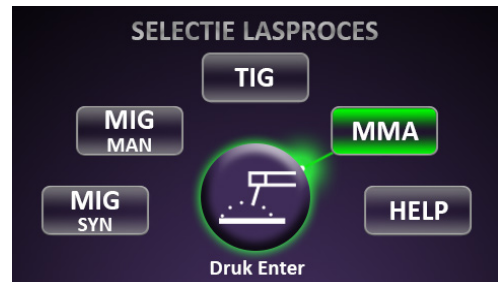 SELECTIE LASPROCES
TIG
MIG
MAN
MMA
MIG
SYN
HELP
Druk Enter